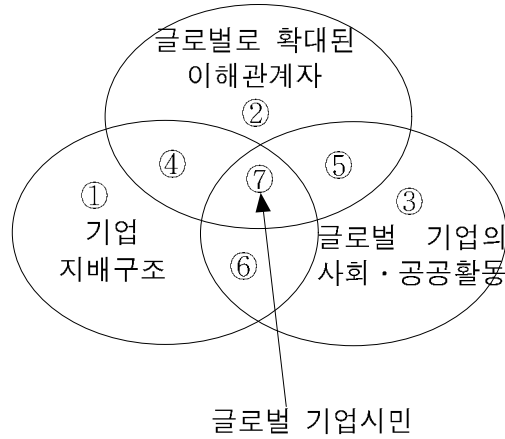 글로벌로 확대된
이해관계자
②
④
⑦
⑤
①
③
기업
지배구조
글로벌 기업의
사회·공공활동
⑥
글로벌 기업시민